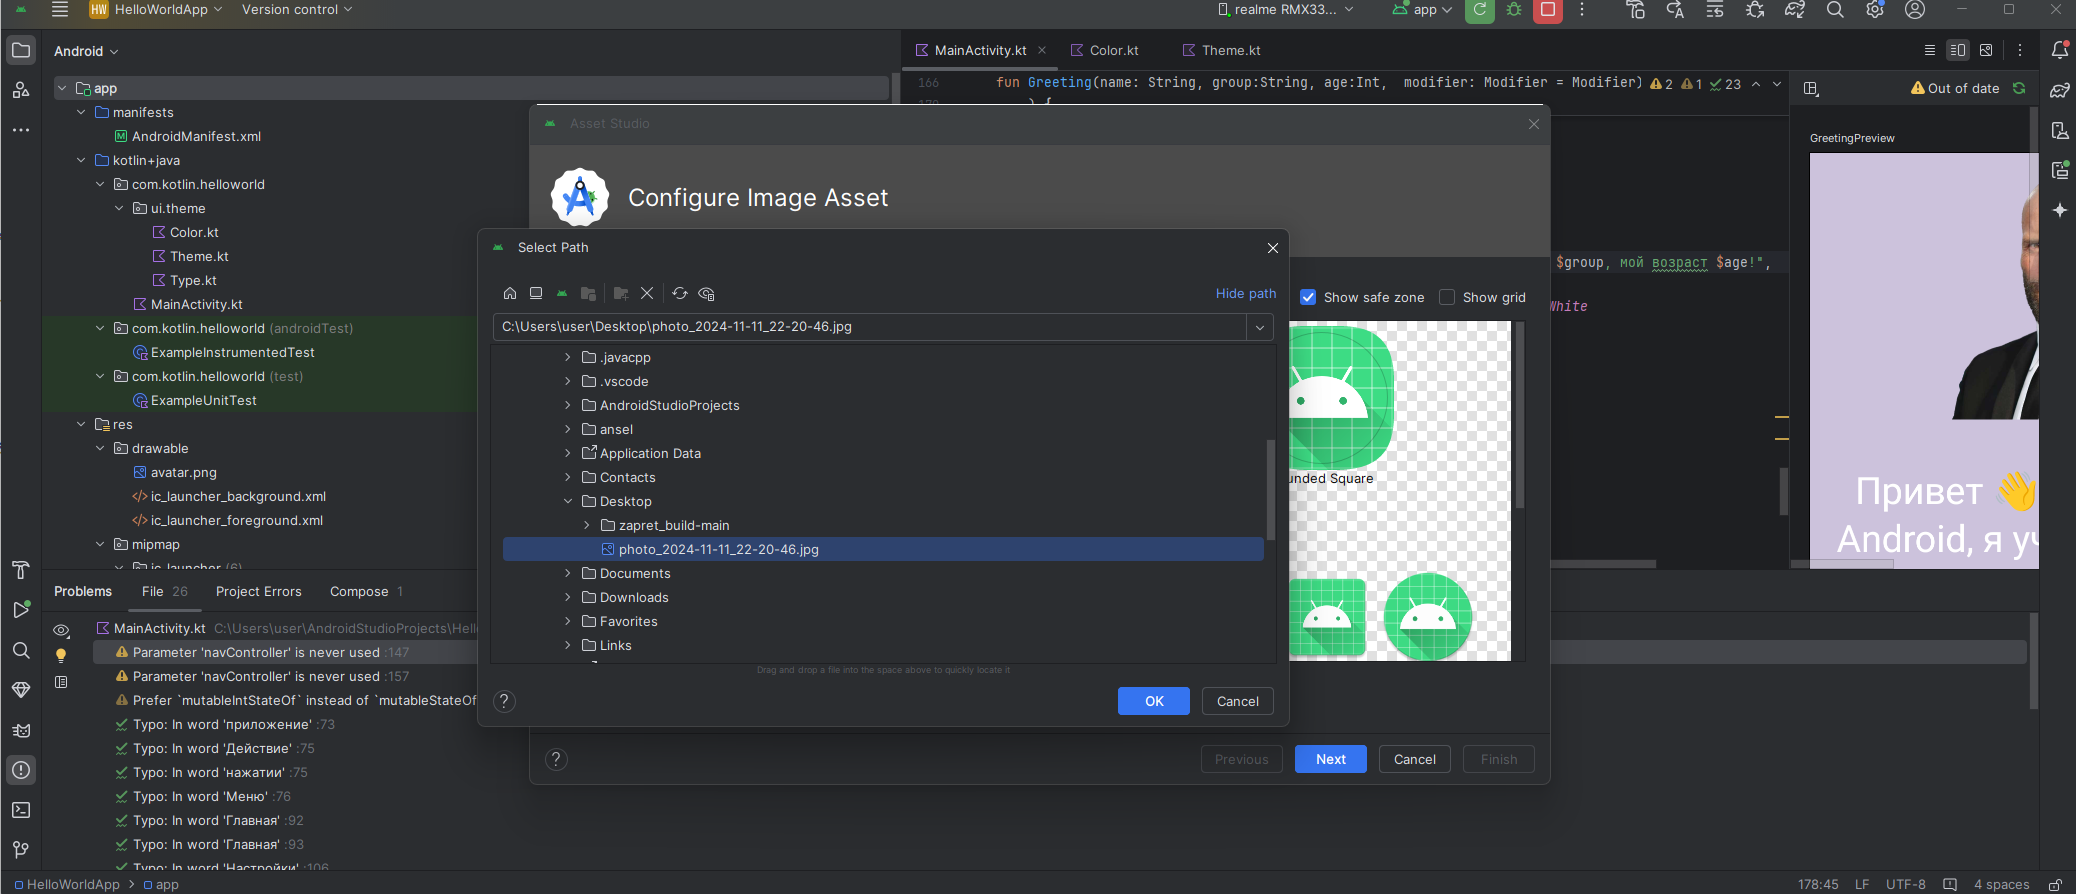 HW HelloWorldApp Version control realme RMX33... app
Android
app
manifests
AndroidManifest.xml
kotlin+java
com.kotlin.helloworld
ui.theme
Color.kt
Theme.kt
Type.kt
MainActivity.kt
com.kotlin.helloworld (androidTest)
ExampleInstrumentedTest
com.kotlin.helloworld (test)
ExampleUnitTest
res
drawable
avatar.png
ic_launcher_background.xml
ic_launcher_foreground.xml
mipmap
ic_launcher (6)
MainActivity.kt Color.kt Theme.kt
166 fun Greeting(name: String, group:String, age:Int, modifier: Modifier = Modifier) 2 1 23
) {
$group, мой возраст $age!",
White
Out of date
GreetingPreview
Привет 👋
Android, я уч
Asset Studio
Configure Image Asset
Show safe zone Show grid
unded Square
Previous Next Cancel Finish
Select Path
Hide path
C:\Users\user\Desktop\photo_2024-11-11_22-20-46.jpg
.javacpp
.vscode
AndroidStudioProjects
ansel
Application Data
Contacts
Desktop
zapret_build-main
photo_2024-11-11_22-20-46.jpg
Documents
Downloads
Favorites
Links
Drag and drop a file into the space above to quickly locate it
? OK Cancel
?
Problems File 26 Project Errors Compose 1
MainActivity.kt C:\Users\user\AndroidStudioProjects\Hell
Parameter 'navController' is never used :147
Parameter 'navController' is never used :157
Prefer `mutableIntStateOf` instead of `mutableStateOf
Typo: In word 'приложение' :73
Typo: In word 'Действие' :75
Typo: In word 'нажатии' :75
Typo: In word 'Меню' :76
Typo: In word 'Главная' :92
Typo: In word 'Главная' :93
Typo: In word 'Настройки' :106
HelloWorldApp > app 178:45 LF UTF-8 4 spaces